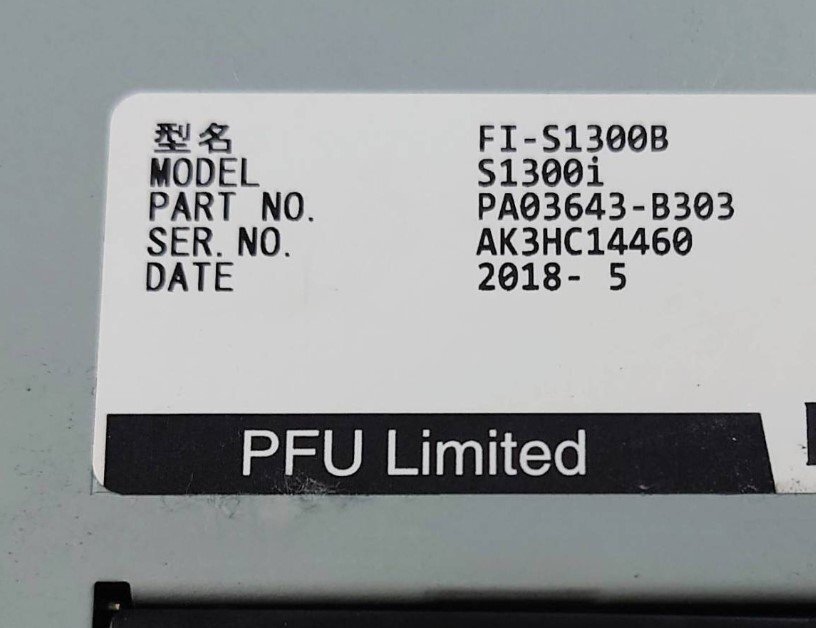 型名 FI-S1300B
MODEL S1300i
PART NO. PA03643-B303
SER. NO. AK3HC14460
DATE 2018- 5
PFU Limited